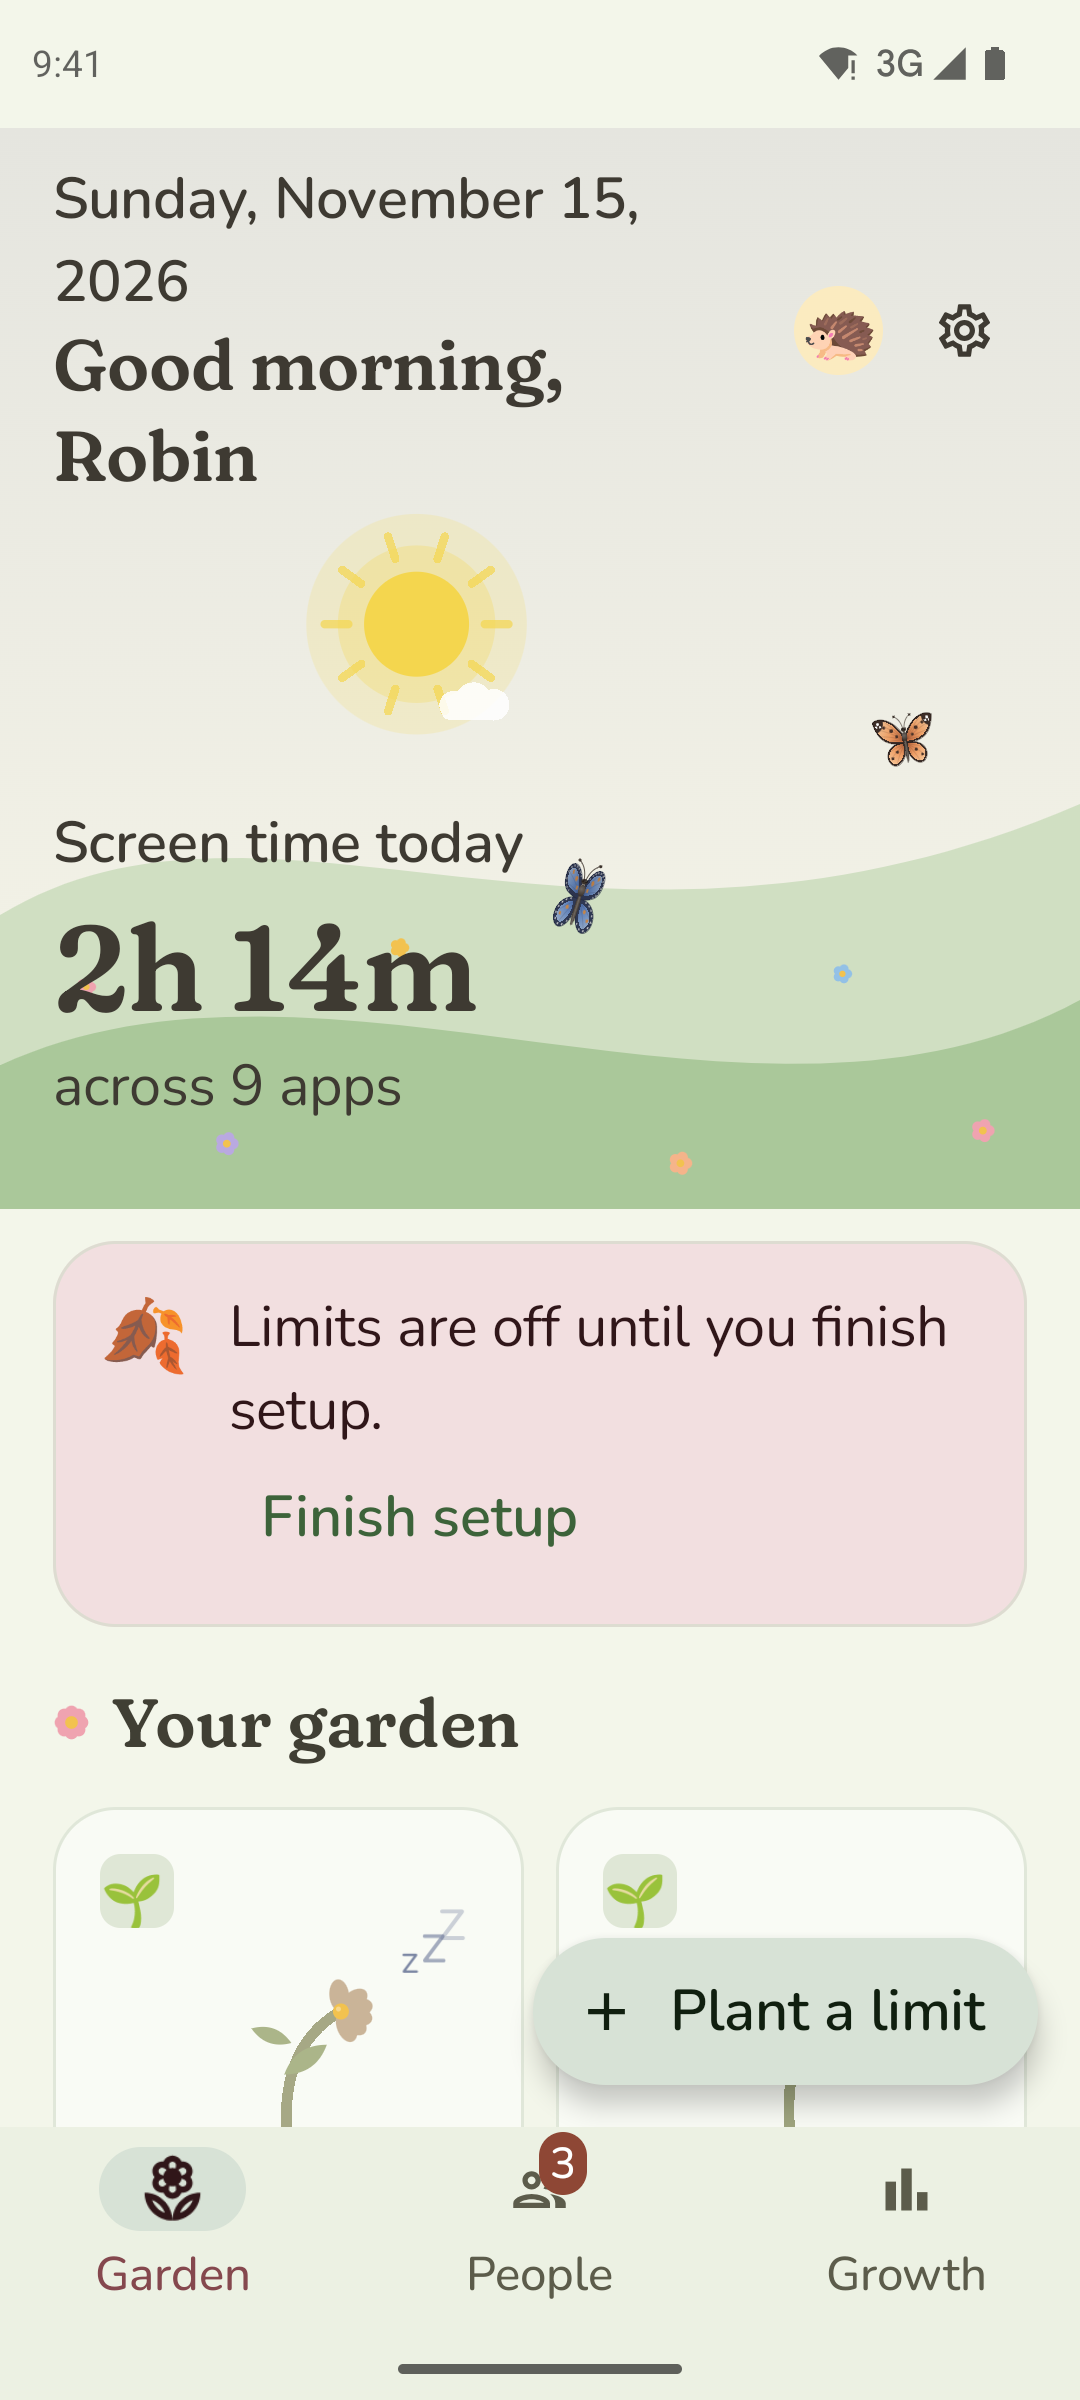 9:41
3G
Sunday, November 15,
2026
Good morning,
Robin
Screen time today
2h 14m
across 9 apps
Limits are off until you finish
setup.
Finish setup
Your garden
z Z Z
+ Plant a limit
3
Garden
People
Growth